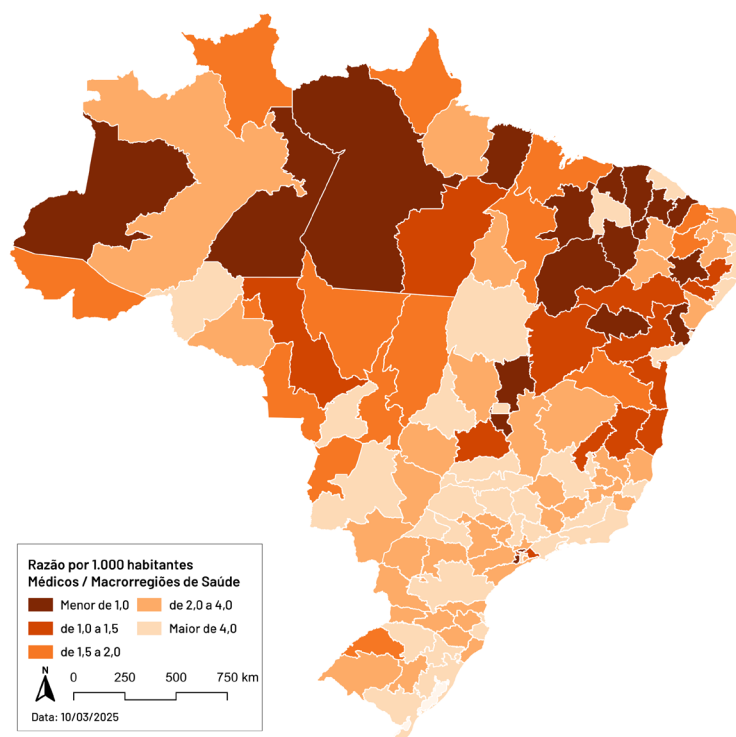 Razão por 1.000 habitantes
Médicos / Macrorregiões de Saúde
Menor de 1,0
de 2,0 a 4,0
de 1,0 a 1,5
Maior de 4,0
de 1,5 a 2,0
N
0 250 500 750 km
Data: 10/03/2025